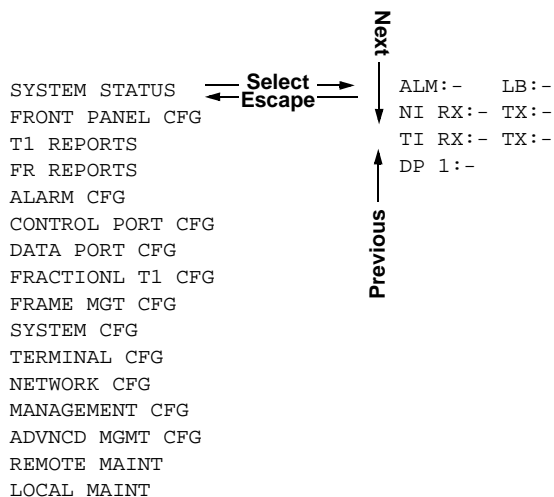 Next
SYSTEM STATUS
Select
Escape
ALM:- LB:-
FRONT PANEL CFG
NI RX:- TX:-
T1 REPORTS
TI RX:- TX:-
FR REPORTS
DP 1:-
ALARM CFG
CONTROL PORT CFG
DATA PORT CFG
Previous
FRACTIONL T1 CFG
FRAME MGT CFG
SYSTEM CFG
TERMINAL CFG
NETWORK CFG
MANAGEMENT CFG
ADVNCD MGMT CFG
REMOTE MAINT
LOCAL MAINT